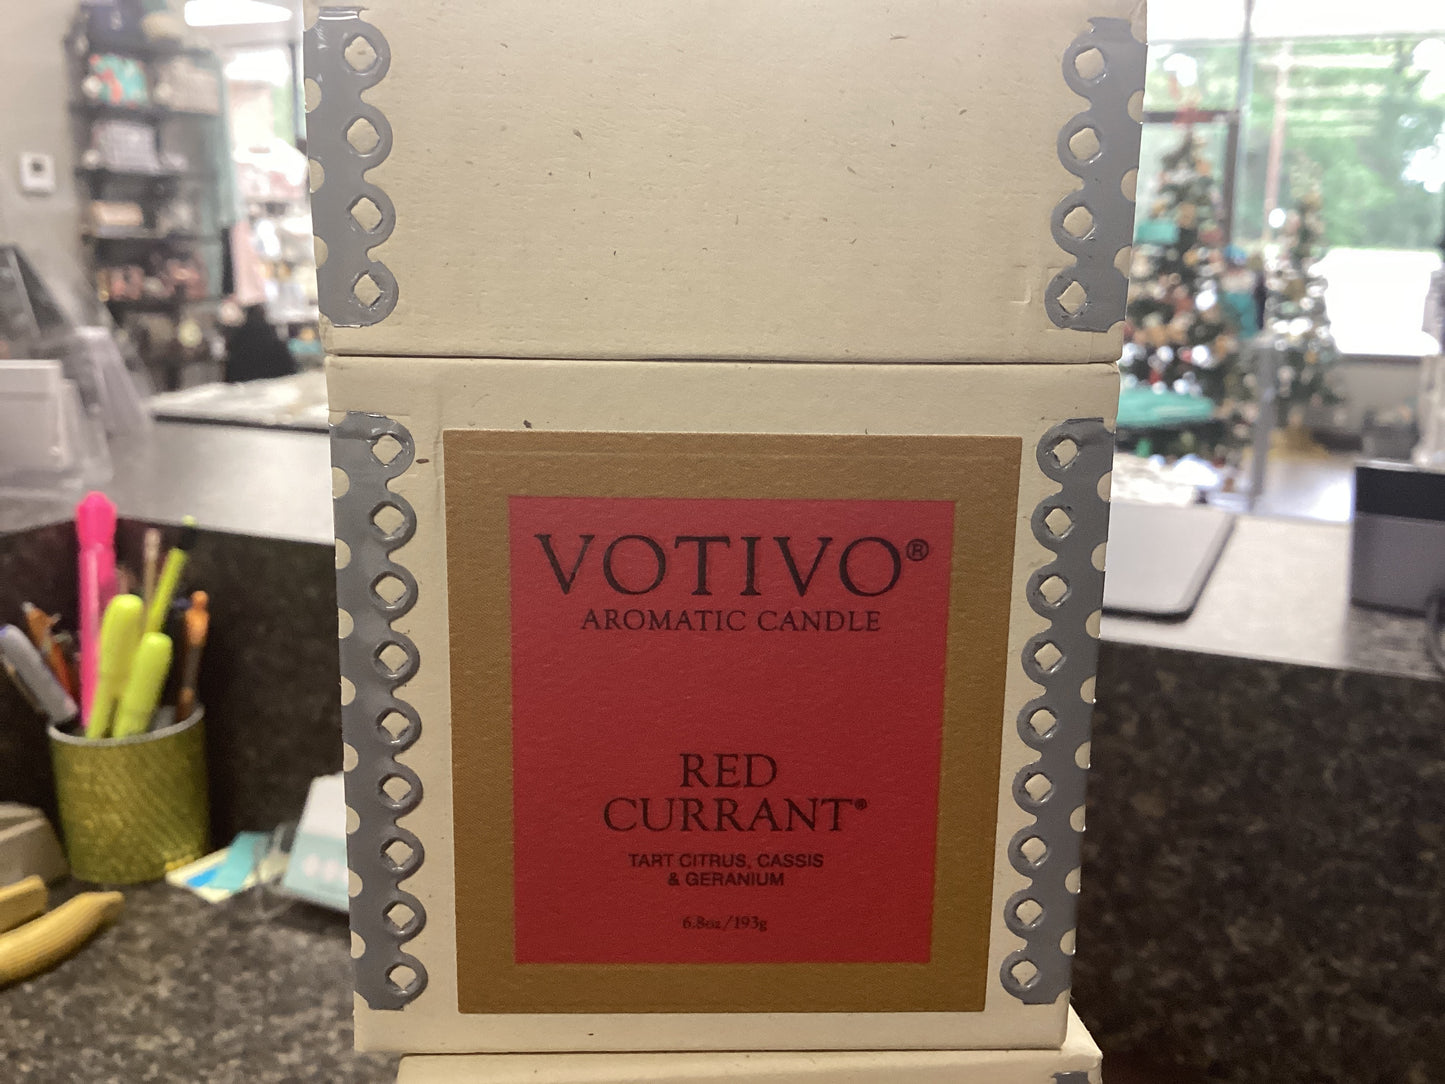 VOTIVO®
AROMATIC CANDLE
RED
CURRANT®
TART CITRUS, CASSIS
& GERANIUM
6.8oz/193g